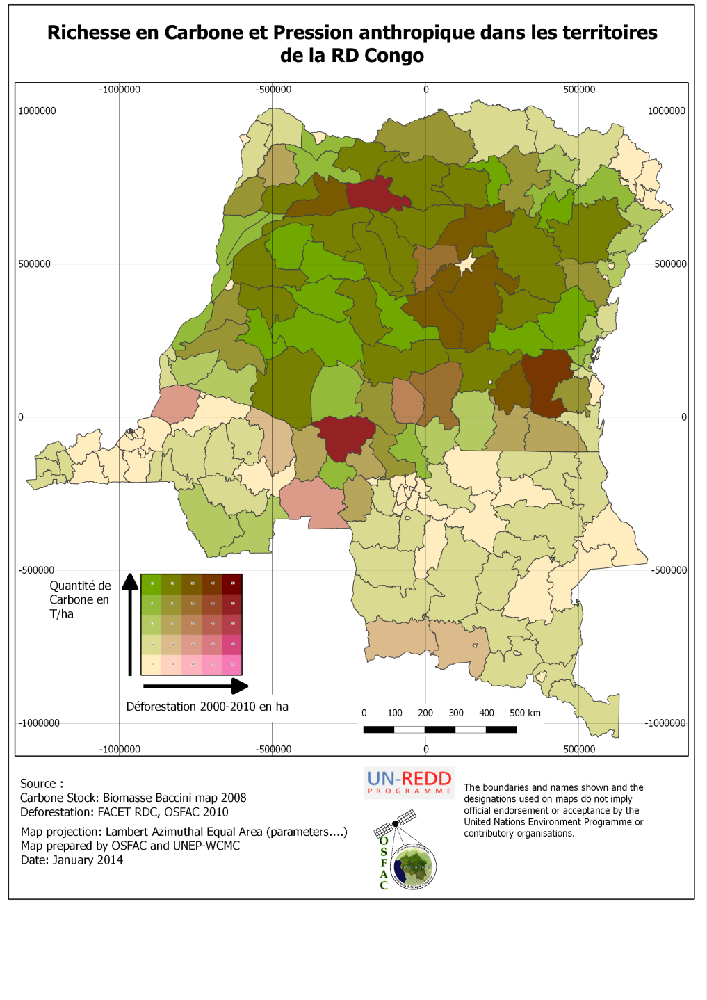 Richesse en Carbone et Pression anthropique dans les territoires
de la RD Congo
-1000000 -500000 0 500000
1000000 1000000
500000 500000
0 0
-500000 -500000
Quantité de
Carbone en
T/ha
Déforestation 2000-2010 en ha
0 100 200 300 400 500 km
-1000000 -1000000
-1000000 -500000 0 500000
Source :
Carbone Stock: Biomasse Baccini map 2008
Deforestation: FACET RDC, OSFAC 2010
Map projection: Lambert Azimuthal Equal Area (parameters....)
Map prepared by OSFAC and UNEP-WCMC
Date: January 2014
UN-REDD
PROGRAMME
OSFAC
The boundaries and names shown and the
designations used on maps do not imply
official endorsement or acceptance by the
United Nations Environment Programme or
contributory organisations.